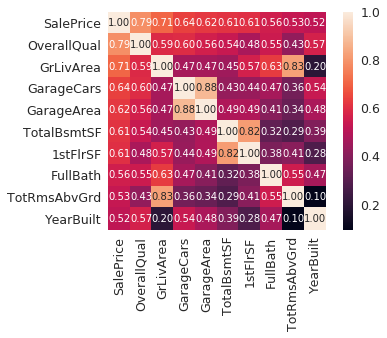 SalePrice 1.00 0.79 0.71 0.64 0.62 0.61 0.61 0.56 0.53 0.52
OverallQual 0.79 1.00 0.59 0.60 0.56 0.54 0.48 0.55 0.43 0.57
GrLivArea 0.71 0.59 1.00 0.47 0.47 0.45 0.57 0.63 0.83 0.20
GarageCars 0.64 0.60 0.47 1.00 0.88 0.43 0.44 0.47 0.36 0.54
GarageArea 0.62 0.56 0.47 0.88 1.00 0.49 0.49 0.41 0.34 0.48
TotalBsmtSF 0.61 0.54 0.45 0.43 0.49 1.00 0.82 0.32 0.29 0.39
1stFlrSF 0.61 0.48 0.57 0.44 0.49 0.82 1.00 0.38 0.41 0.28
FullBath 0.56 0.55 0.63 0.47 0.41 0.32 0.38 1.00 0.55 0.47
TotRmsAbvGrd 0.53 0.43 0.83 0.36 0.34 0.29 0.41 0.55 1.00 0.10
YearBuilt 0.52 0.57 0.20 0.54 0.48 0.39 0.28 0.47 0.10 1.00
SalePrice
OverallQual
GrLivArea
GarageCars
GarageArea
TotalBsmtSF
1stFlrSF
FullBath
TotRmsAbvGrd
YearBuilt
1.0
0.8
0.6
0.4
0.2